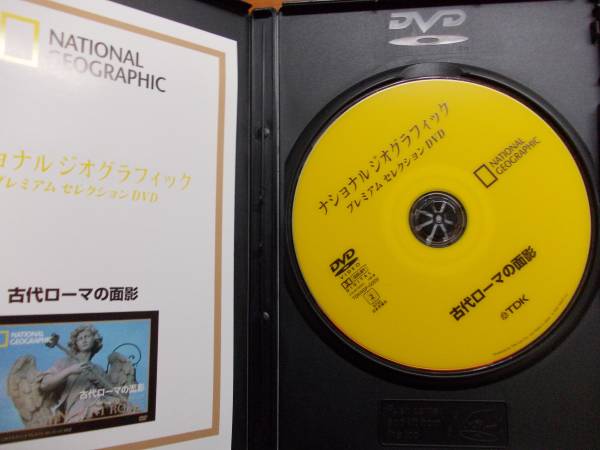 NATIONAL
GEOGRAPHIC
ショナル ジオグラフィック
プレミアム セレクション DVD
古代ローマの面影
NATIONAL
GEOGRAPHIC
古代ローマの面影
DVD
ナショナル ジオグラフィック
プレミアム セレクション DVD
NATIONAL
GEOGRAPHIC
DVD
VIDEO
2
古代ローマの面影
©TDK